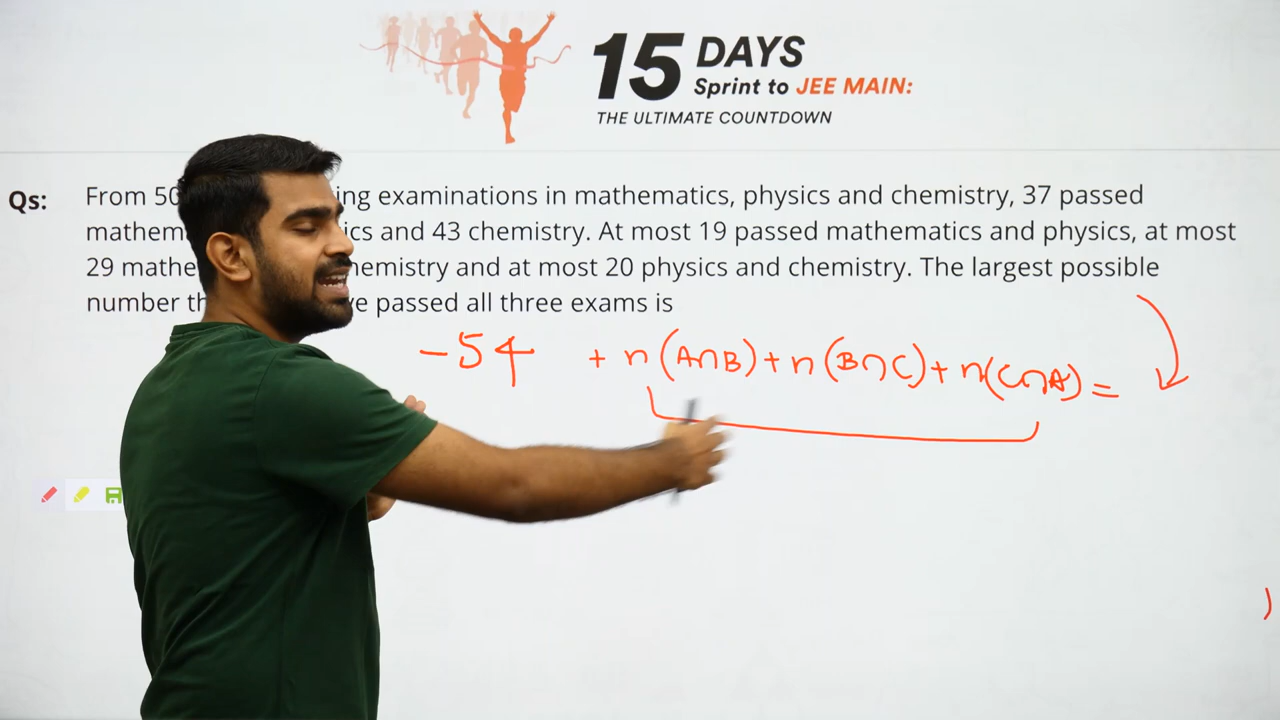 15 DAYS
Sprint to JEE MAIN:
THE ULTIMATE COUNTDOWN
Qs: From 50 ing examinations in mathematics, physics and chemistry, 37 passed
mathem ics and 43 chemistry. At most 19 passed mathematics and physics, at most
29 mathe hemistry and at most 20 physics and chemistry. The largest possible
number th ve passed all three exams is
-54 + n(A∩B) + n(B∩C) + n(C∩A) =
)